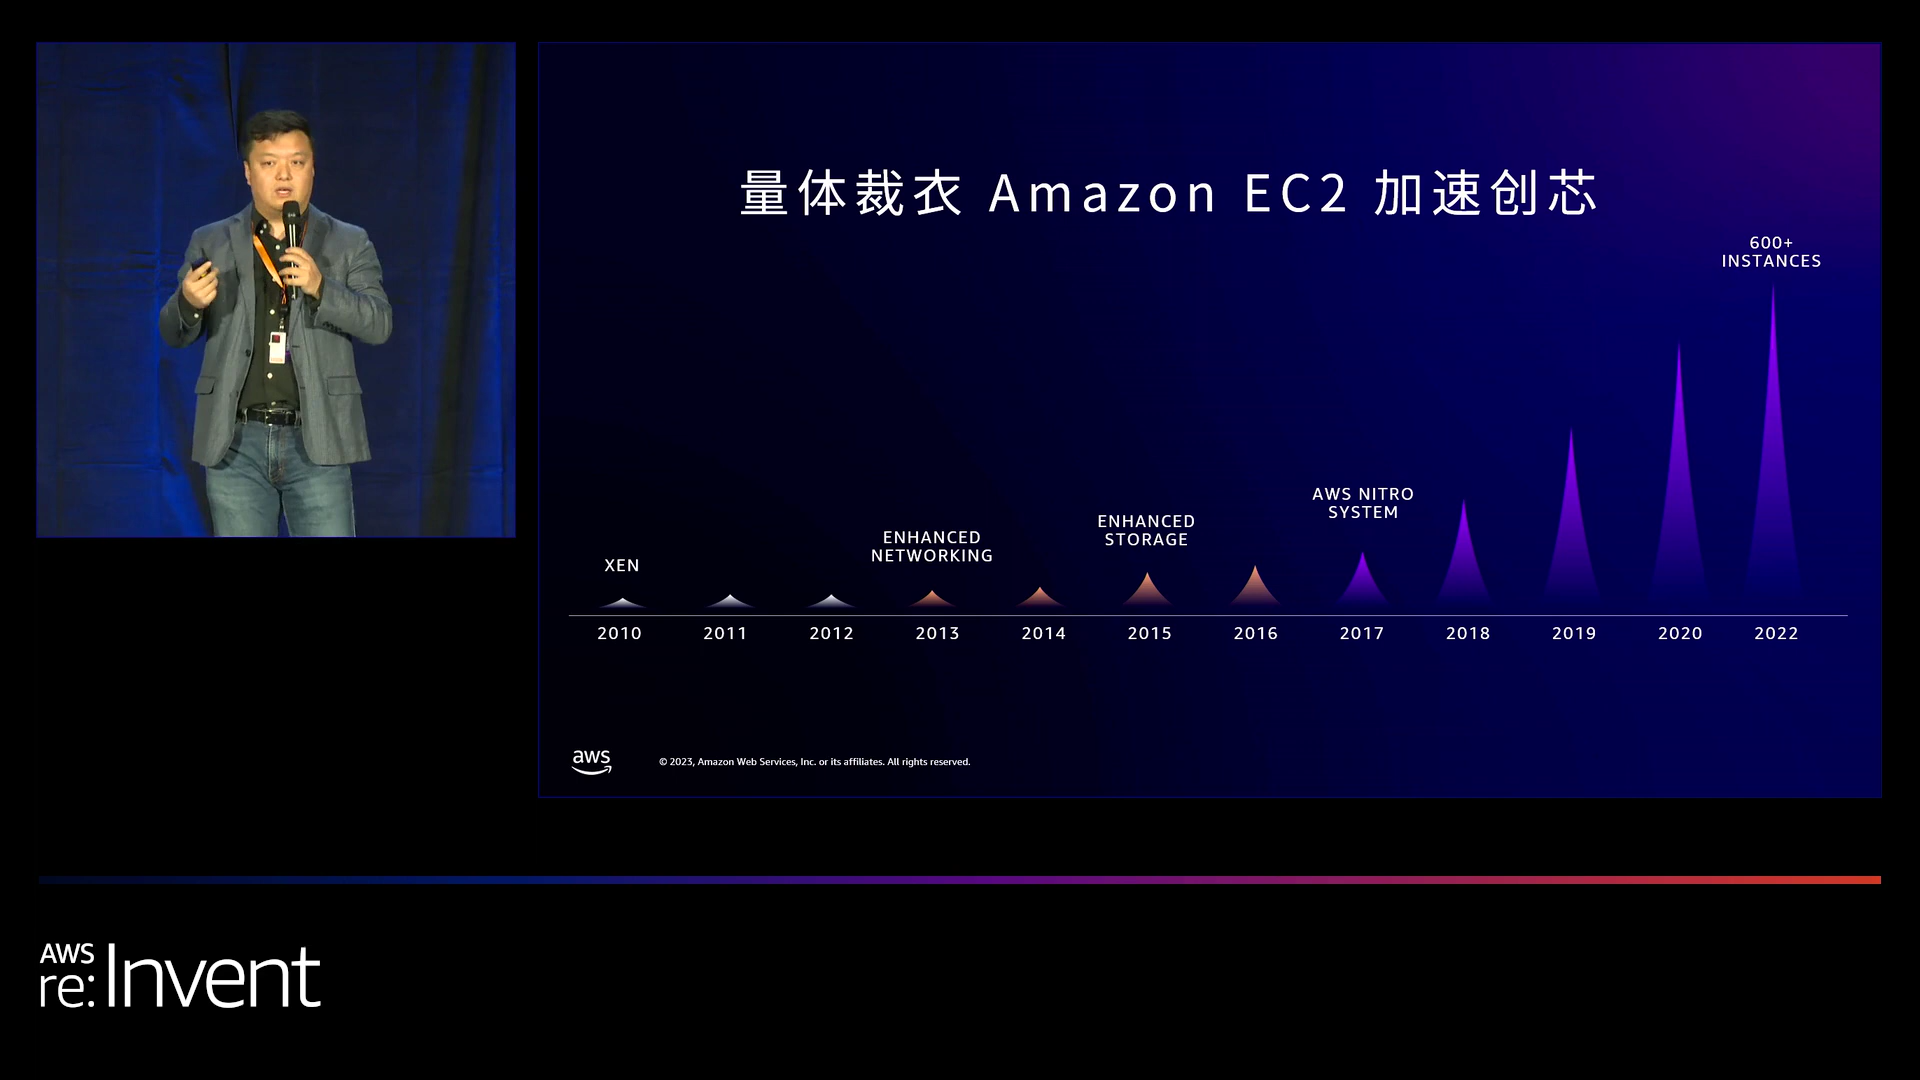 量体裁衣 Amazon EC2 加速创芯
600+
INSTANCES
AWS NITRO
SYSTEM
ENHANCED
STORAGE
ENHANCED
NETWORKING
XEN
2010 2011 2012 2013 2014 2015 2016 2017 2018 2019 2020 2022
aws
© 2023, Amazon Web Services, Inc. or its affiliates. All rights reserved.
AWS
re:Invent